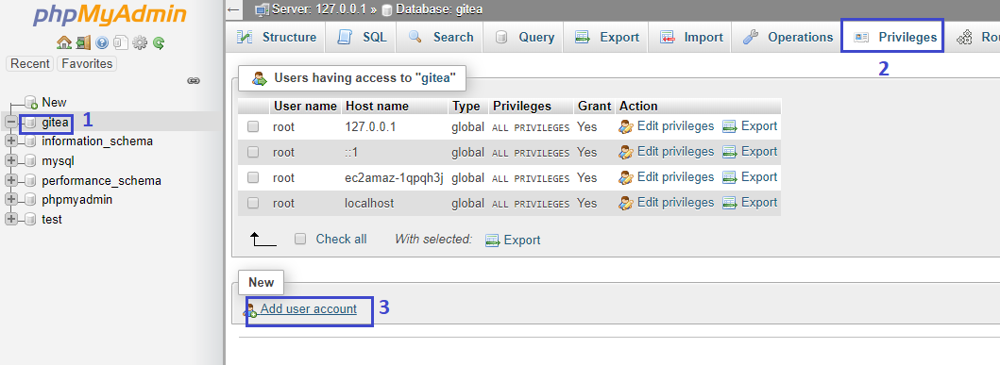 phpMyAdmin
Recent Favorites
New
gitea 1
information_schema
mysql
performance_schema
phpmyadmin
test
Server: 127.0.0.1 » Database: gitea
Structure SQL Search Query Export Import Operations Privileges Rou
2
Users having access to "gitea"
User name Host name Type Privileges Grant Action
root 127.0.0.1 global ALL PRIVILEGES Yes Edit privileges Export
root ::1 global ALL PRIVILEGES Yes Edit privileges Export
root ec2amaz-1qpqh3j global ALL PRIVILEGES Yes Edit privileges Export
root localhost global ALL PRIVILEGES Yes Edit privileges Export
Check all With selected: Export
New
Add user account 3